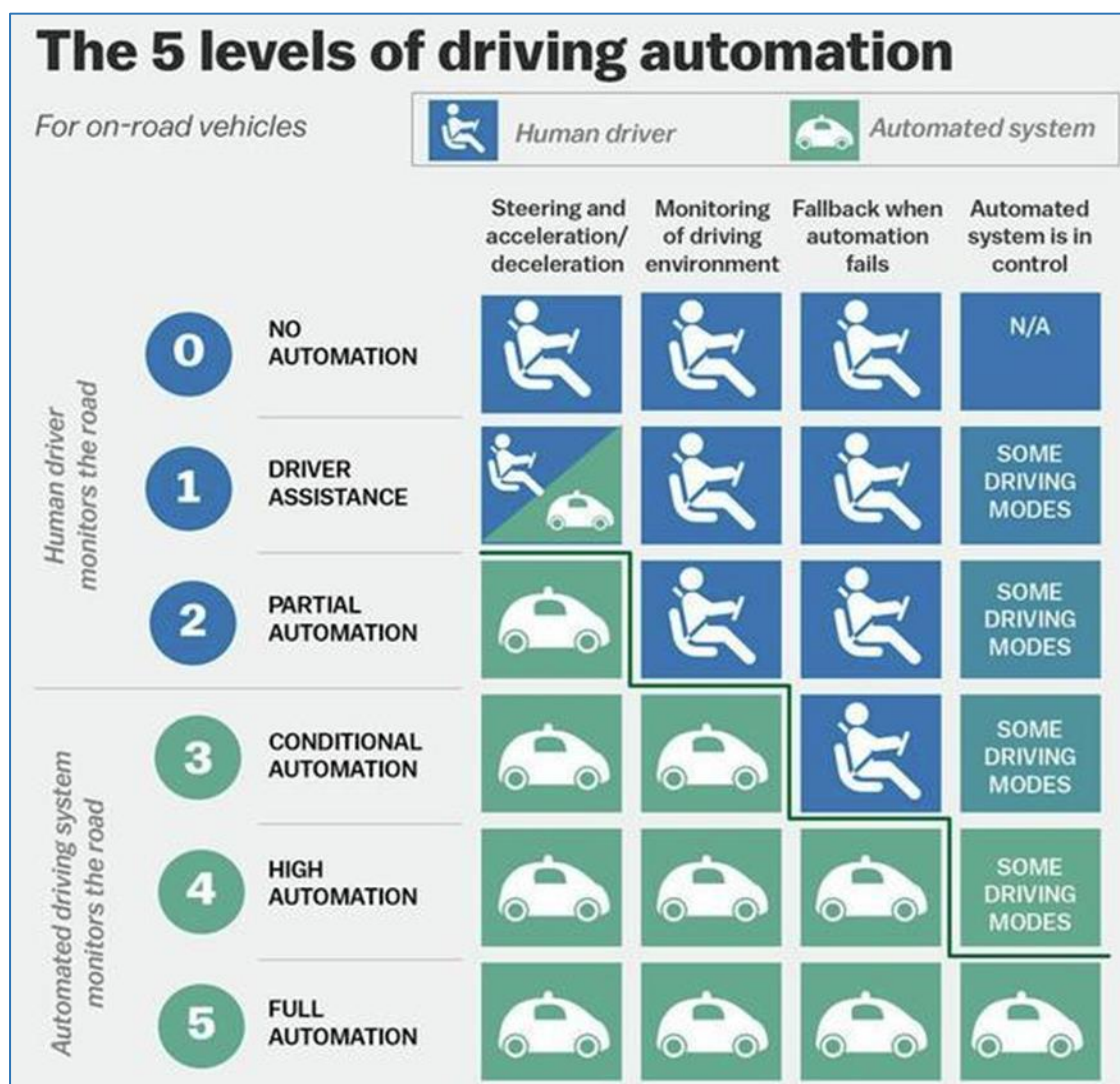 The 5 levels of driving automation
For on-road vehicles
Human driver
Automated system
Steering and
acceleration/
deceleration
Monitoring
of driving
environment
Fallback when
automation
fails
Automated
system is in
control
Human driver
monitors the road
0
NO
AUTOMATION
N/A
1
DRIVER
ASSISTANCE
SOME
DRIVING
MODES
2
PARTIAL
AUTOMATION
SOME
DRIVING
MODES
Automated driving system
monitors the road
3
CONDITIONAL
AUTOMATION
SOME
DRIVING
MODES
4
HIGH
AUTOMATION
SOME
DRIVING
MODES
5
FULL
AUTOMATION